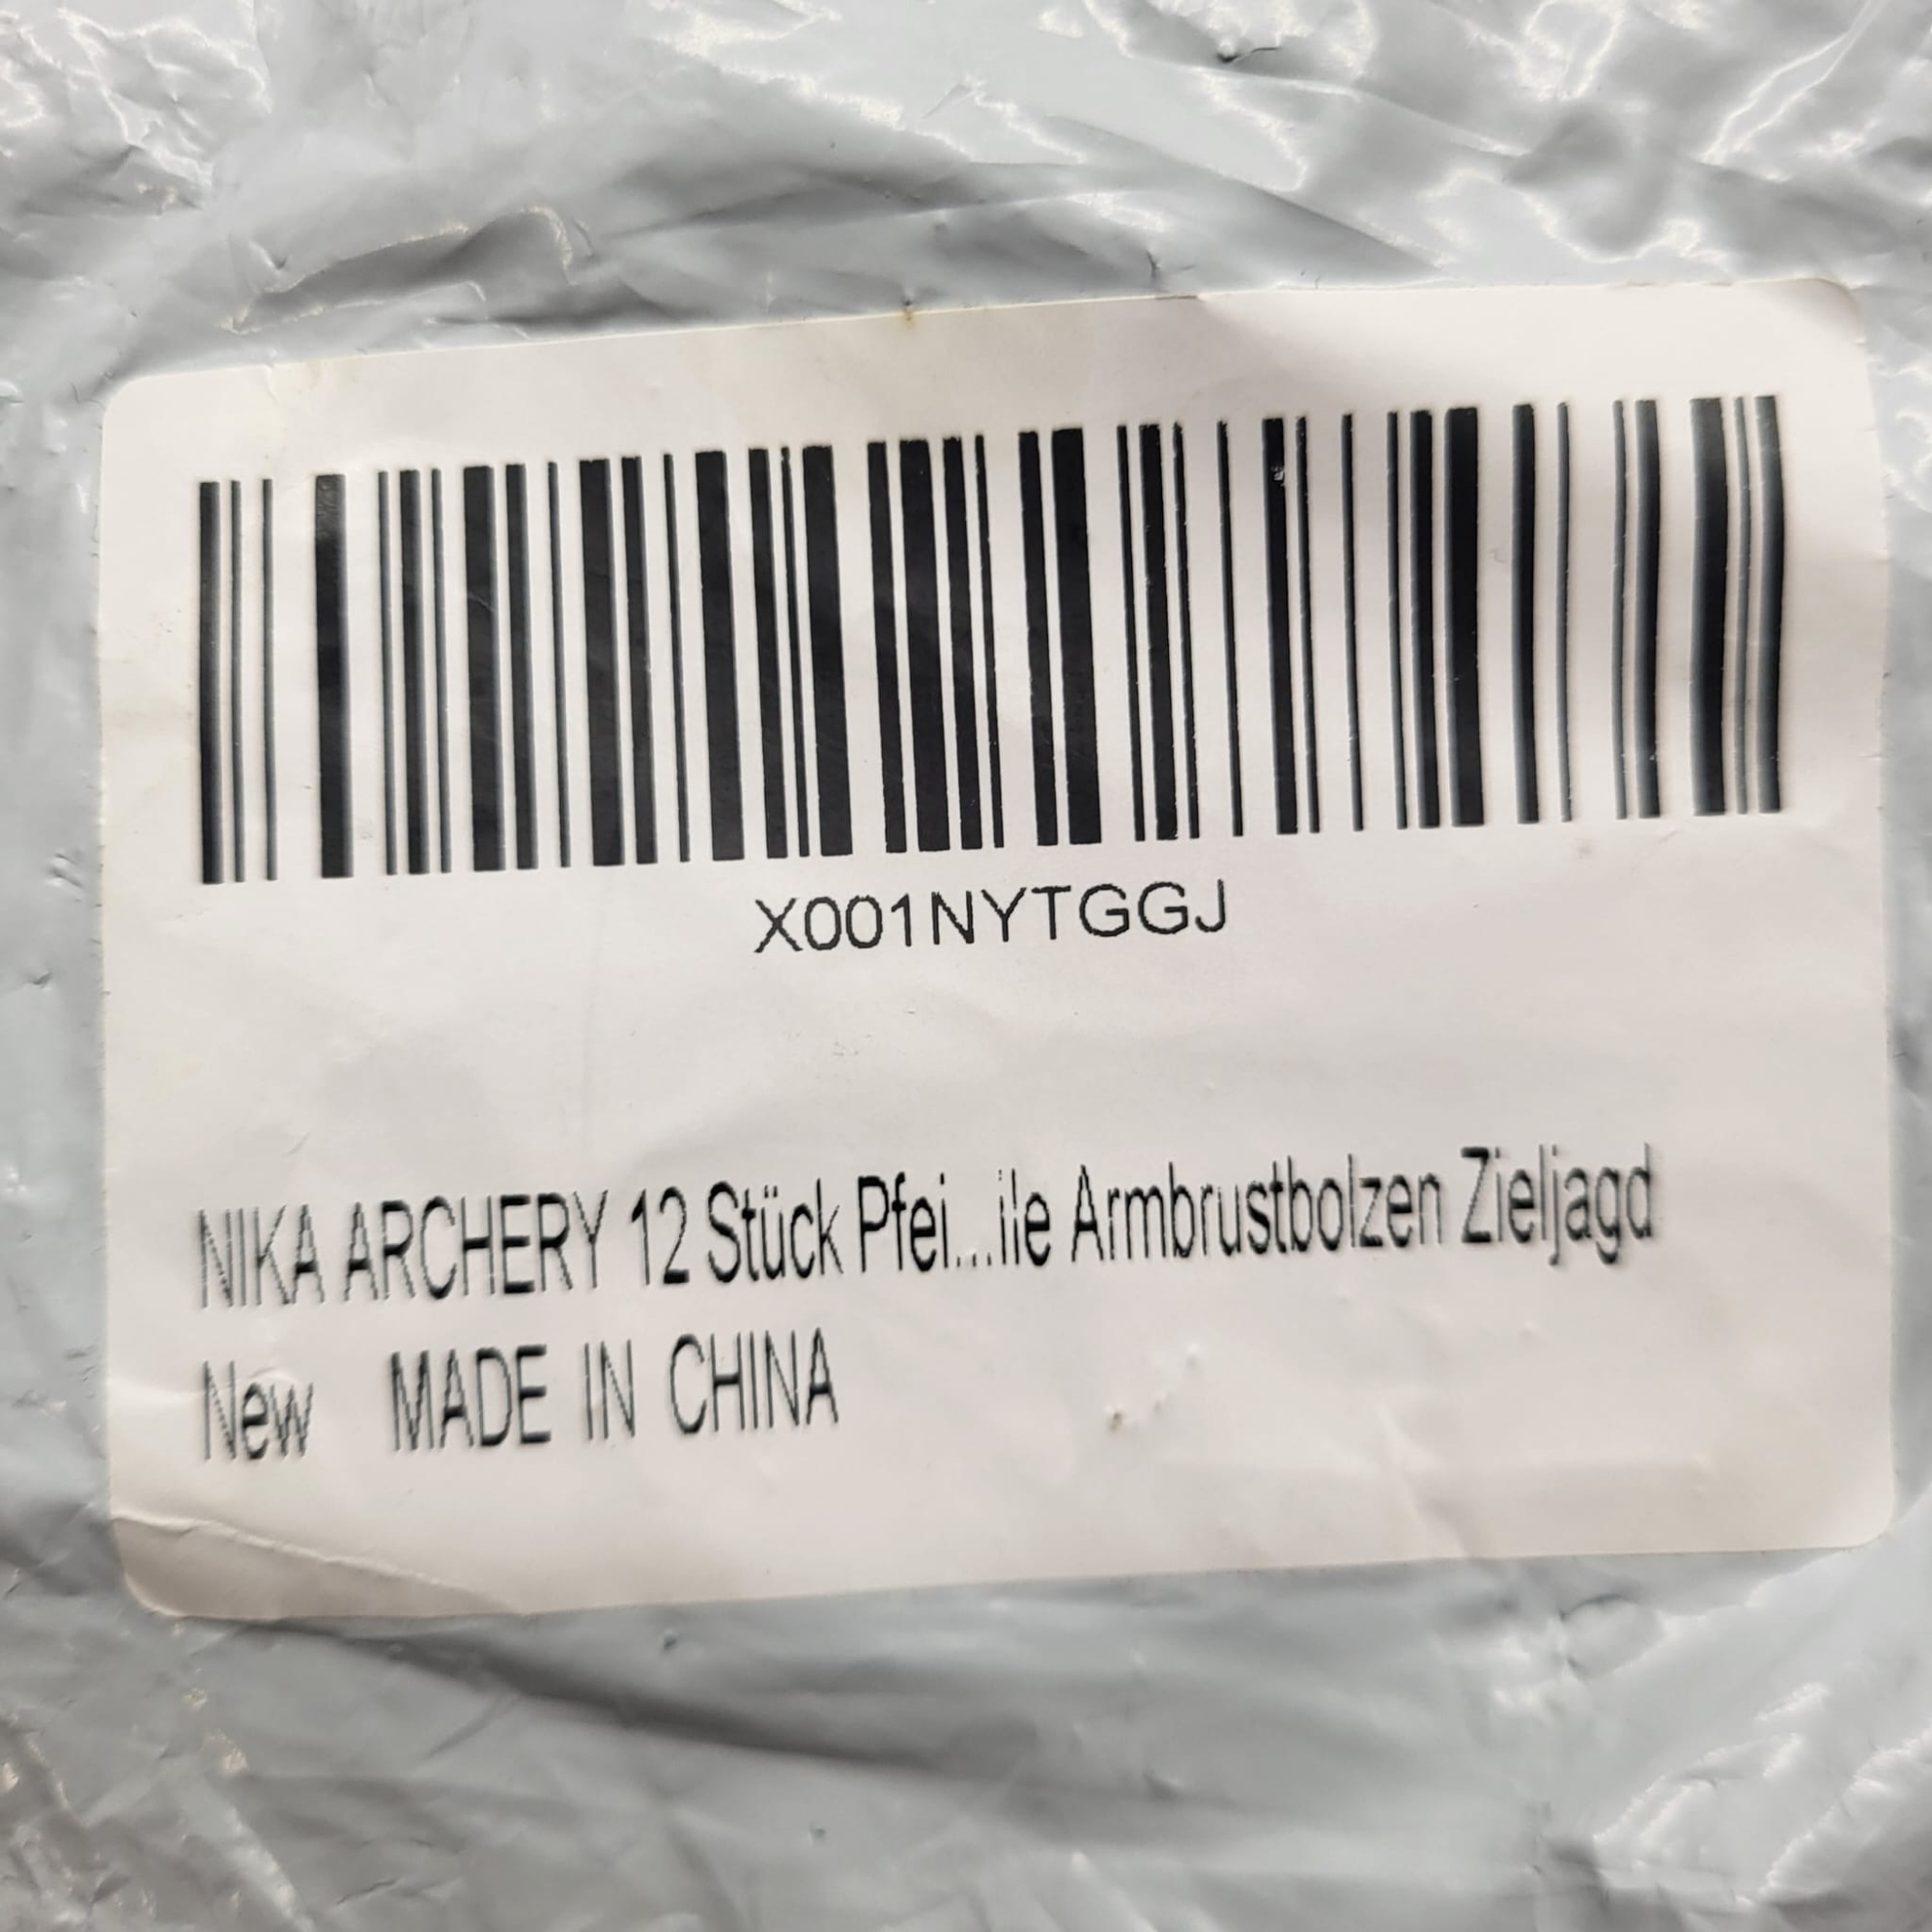 X001NYTGGJ
NIKA ARCHERY 12 Stück Pfei...ile Armbrustbolzen Zieljagd
New MADE IN CHINA